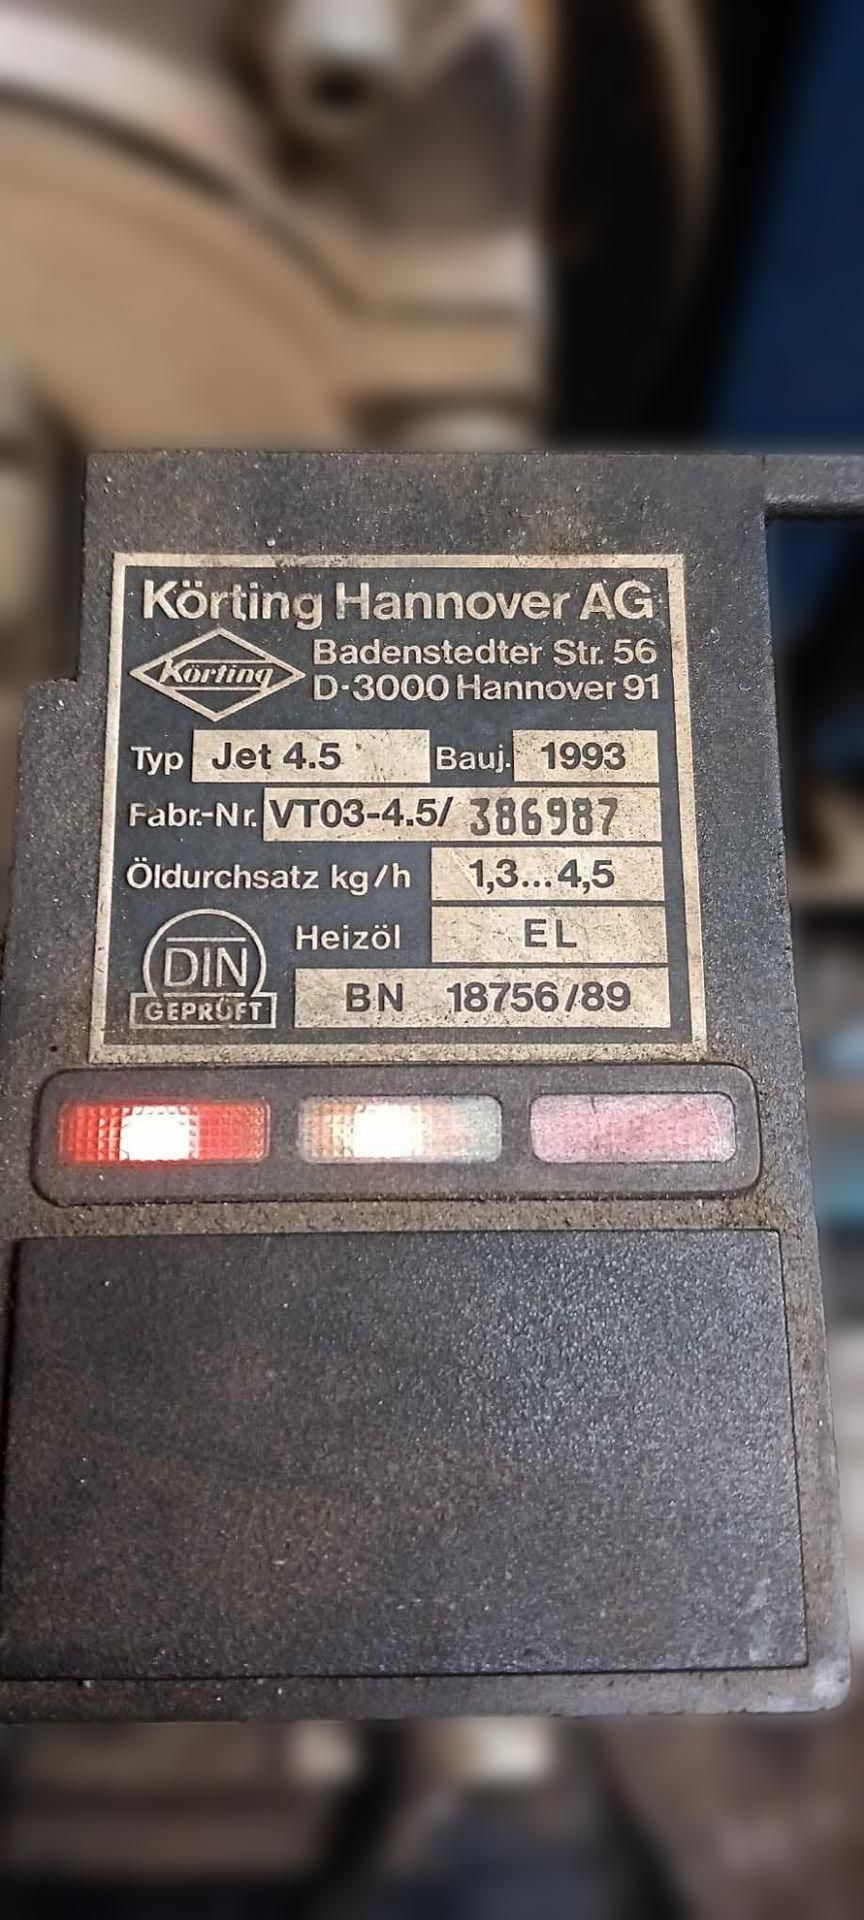 Körting Hannover AG
Körting
Badenstedter Str. 56
D-3000 Hannover 91
Typ Jet 4.5 Bauj. 1993
Fabr.-Nr. VT03-4.5/ 386987
Öldurchsatz kg/h 1,3...4,5
Heizöl EL
DIN
GEPRÜFT
BN 18756/89